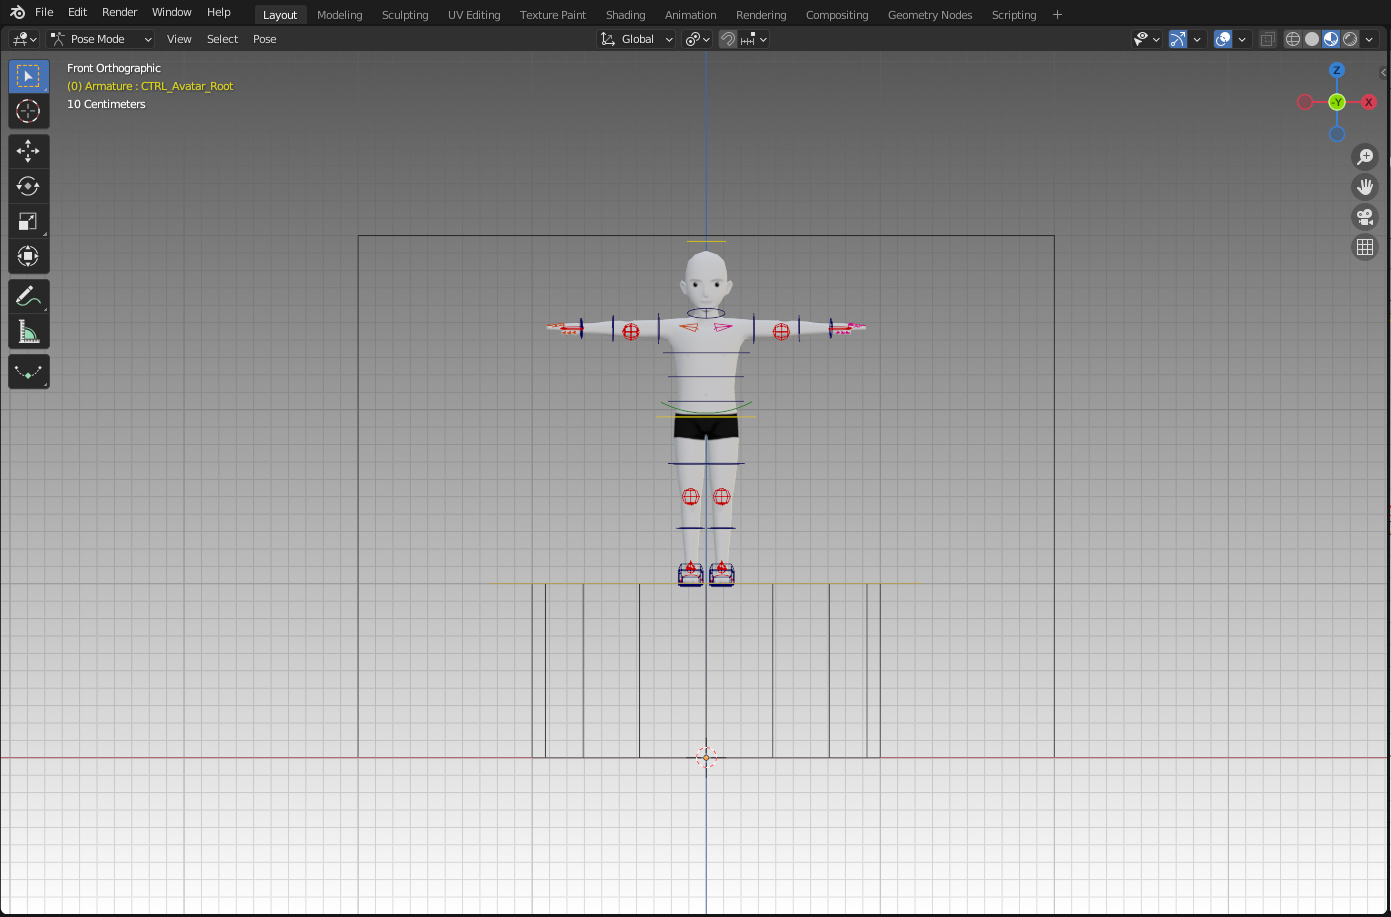 File Edit Render Window Help Layout Modeling Sculpting UV Editing Texture Paint Shading Animation Rendering Compositing Geometry Nodes Scripting +
Pose Mode View Select Pose Global
Front Orthographic
(0) Armature : CTRL_Avatar_Root
10 Centimeters
Z
-Y X